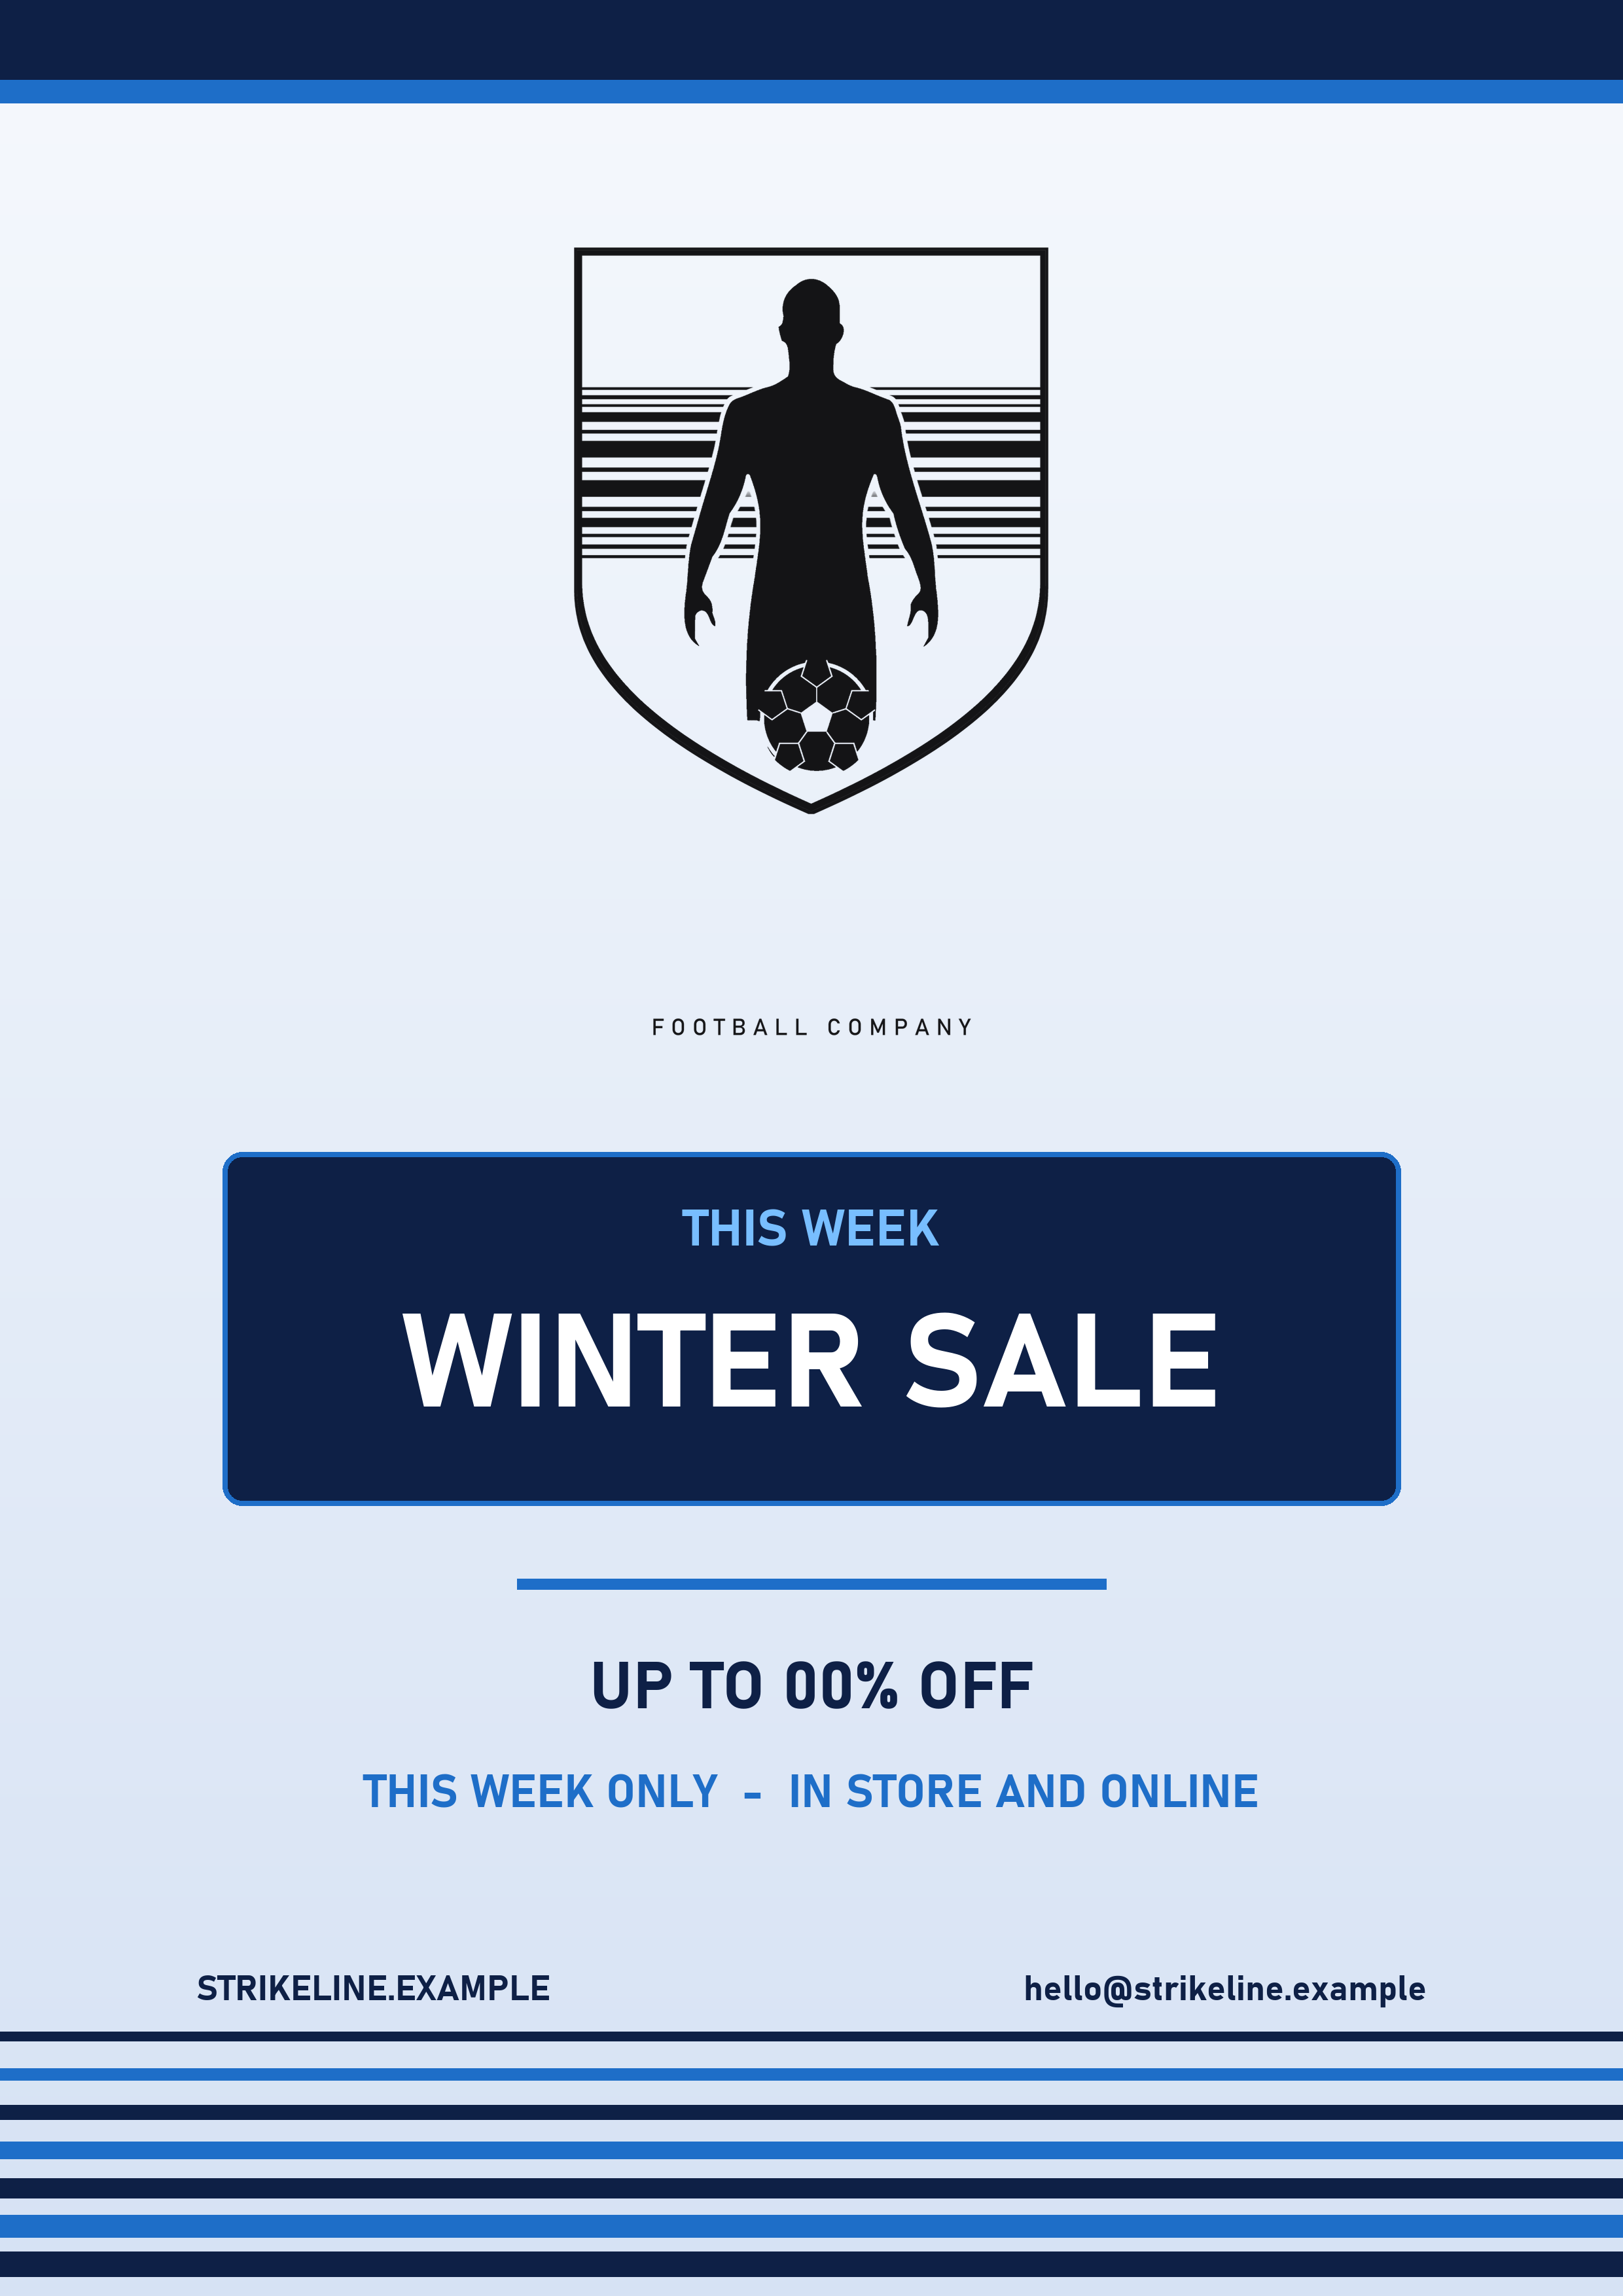 FOOTBALL COMPANY
THIS WEEK
WINTER SALE
UP TO 00% OFF
THIS WEEK ONLY - IN STORE AND ONLINE
STRIKELINE.EXAMPLE
hello@strikeline.example